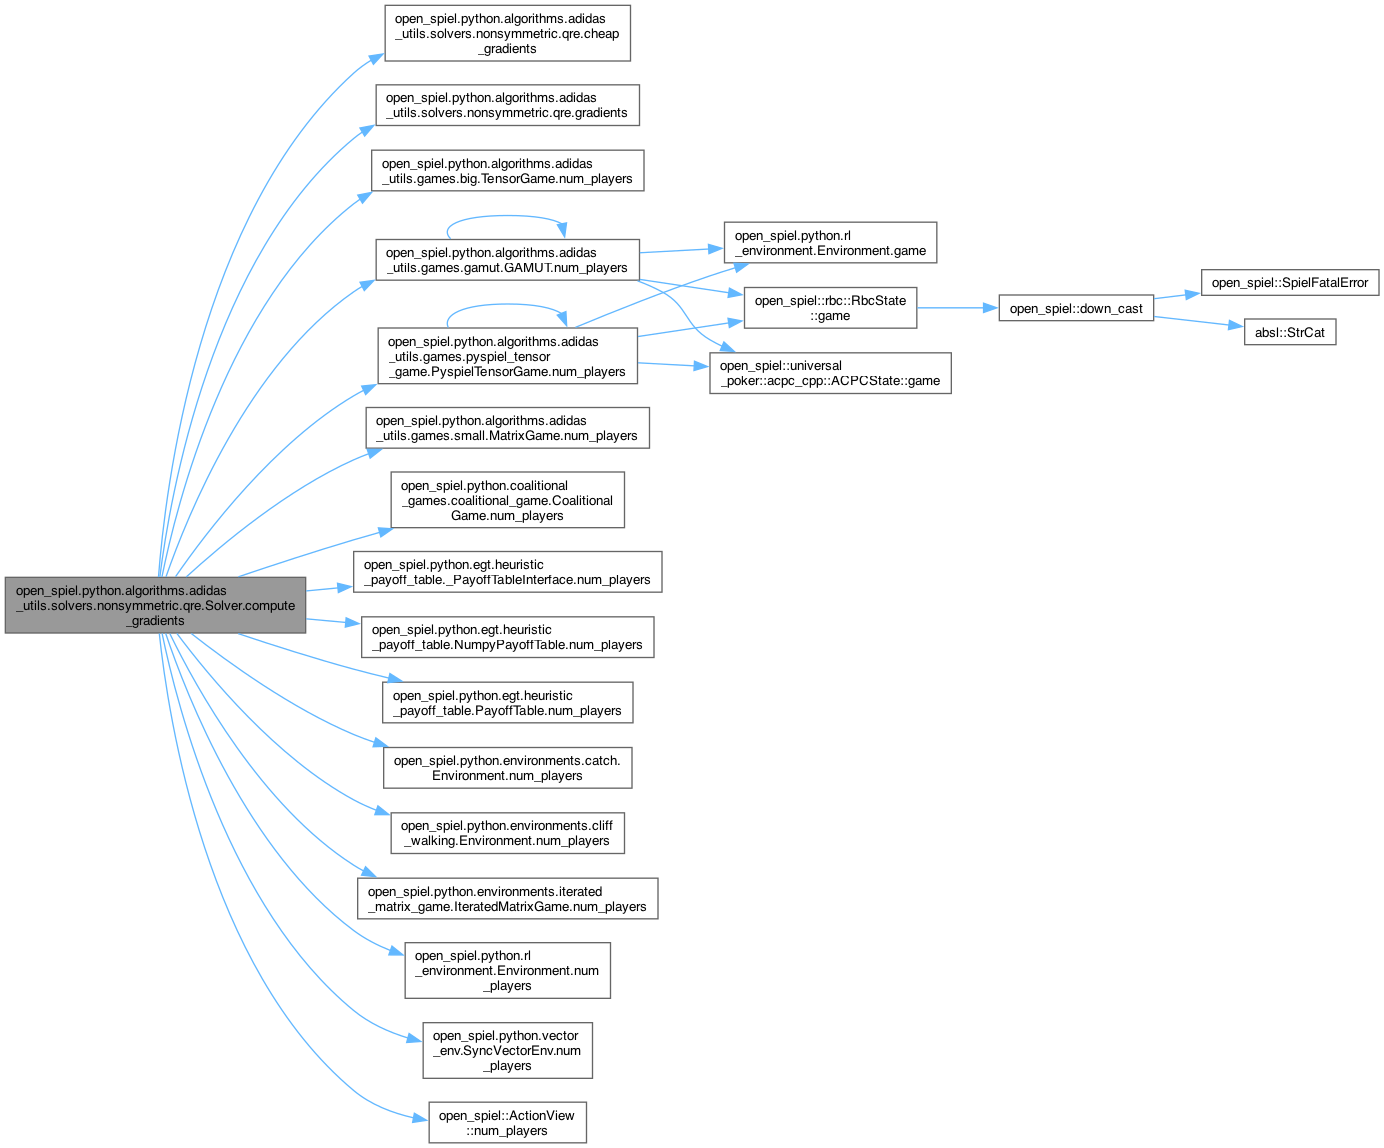 open_spiel.python.algorithms.adidas
_utils.solvers.nonsymmetric.qre.cheap
_gradients
open_spiel.python.algorithms.adidas
_utils.solvers.nonsymmetric.qre.gradients
open_spiel.python.algorithms.adidas
_utils.games.big.TensorGame.num_players
open_spiel.python.algorithms.adidas
_utils.games.gamut.GAMUT.num_players
open_spiel.python.algorithms.adidas
_utils.games.pyspiel_tensor
_game.PyspielTensorGame.num_players
open_spiel.python.rl
_environment.Environment.game
open_spiel::rbc::RbcState
::game
open_spiel::universal
_poker::acpc_cpp::ACPCState::game
open_spiel::down_cast
open_spiel::SpielFatalError
absl::StrCat
open_spiel.python.algorithms.adidas
_utils.games.small.MatrixGame.num_players
open_spiel.python.coalitional
_games.coalitional_game.Coalitional
Game.num_players
open_spiel.python.egt.heuristic
_payoff_table._PayoffTableInterface.num_players
open_spiel.python.algorithms.adidas
_utils.solvers.nonsymmetric.qre.Solver.compute
_gradients
open_spiel.python.egt.heuristic
_payoff_table.NumpyPayoffTable.num_players
open_spiel.python.egt.heuristic
_payoff_table.PayoffTable.num_players
open_spiel.python.environments.catch.
Environment.num_players
open_spiel.python.environments.cliff
_walking.Environment.num_players
open_spiel.python.environments.iterated
_matrix_game.IteratedMatrixGame.num_players
open_spiel.python.rl
_environment.Environment.num
_players
open_spiel.python.vector
_env.SyncVectorEnv.num
_players
open_spiel::ActionView
::num_players